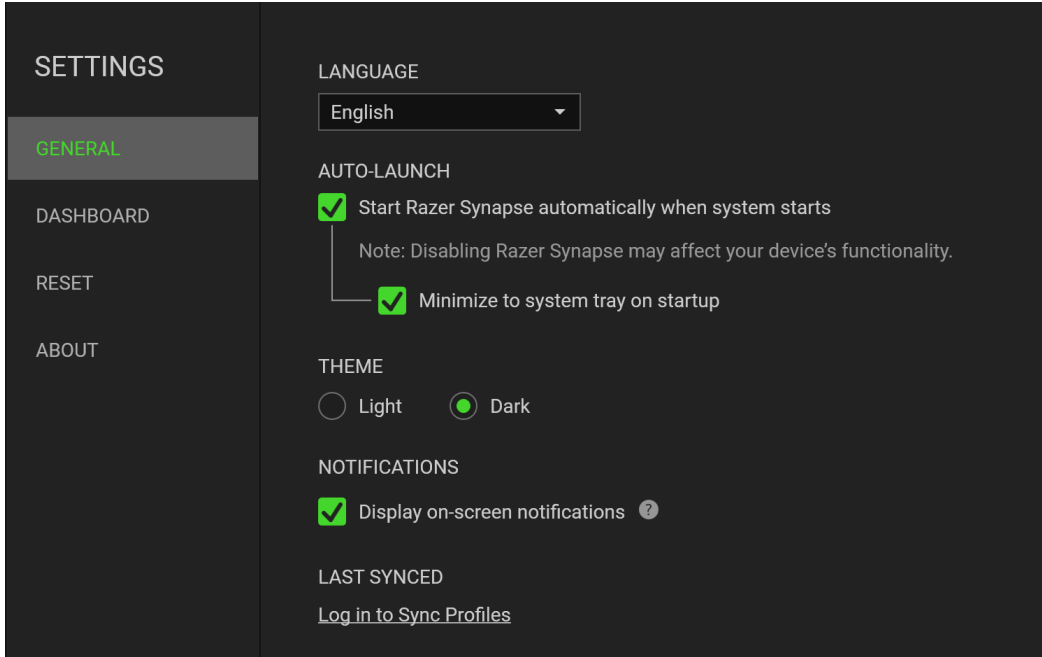 SETTINGS
GENERAL
DASHBOARD
RESET
ABOUT
LANGUAGE
English
AUTO-LAUNCH
Start Razer Synapse automatically when system starts
Note: Disabling Razer Synapse may affect your device’s functionality.
Minimize to system tray on startup
THEME
Light Dark
NOTIFICATIONS
Display on-screen notifications ?
LAST SYNCED
Log in to Sync Profiles